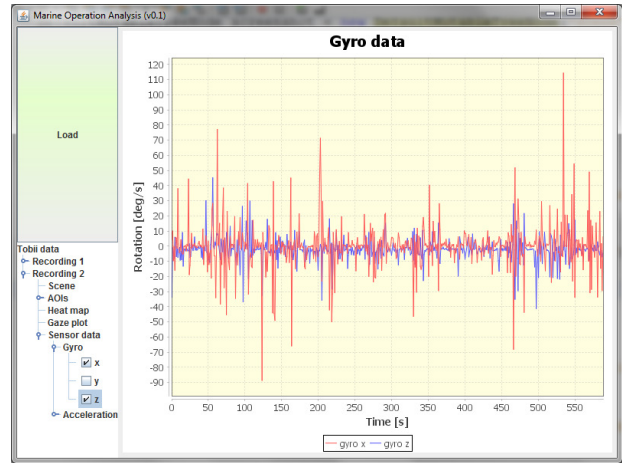 Marine Operation Analysis (v0.1)
Load
Tobii data
Recording 1
Recording 2
Scene
AOIs
Heat map
Gaze plot
Sensor data
Gyro
x
y
z
Acceleration
Gyro data
Rotation [deg/s]
120
110
100
90
80
70
60
50
40
30
20
10
0
-10
-20
-30
-40
-50
-60
-70
-80
-90
0 50 100 150 200 250 300 350 400 450 500 550
Time [s]
gyro x gyro z